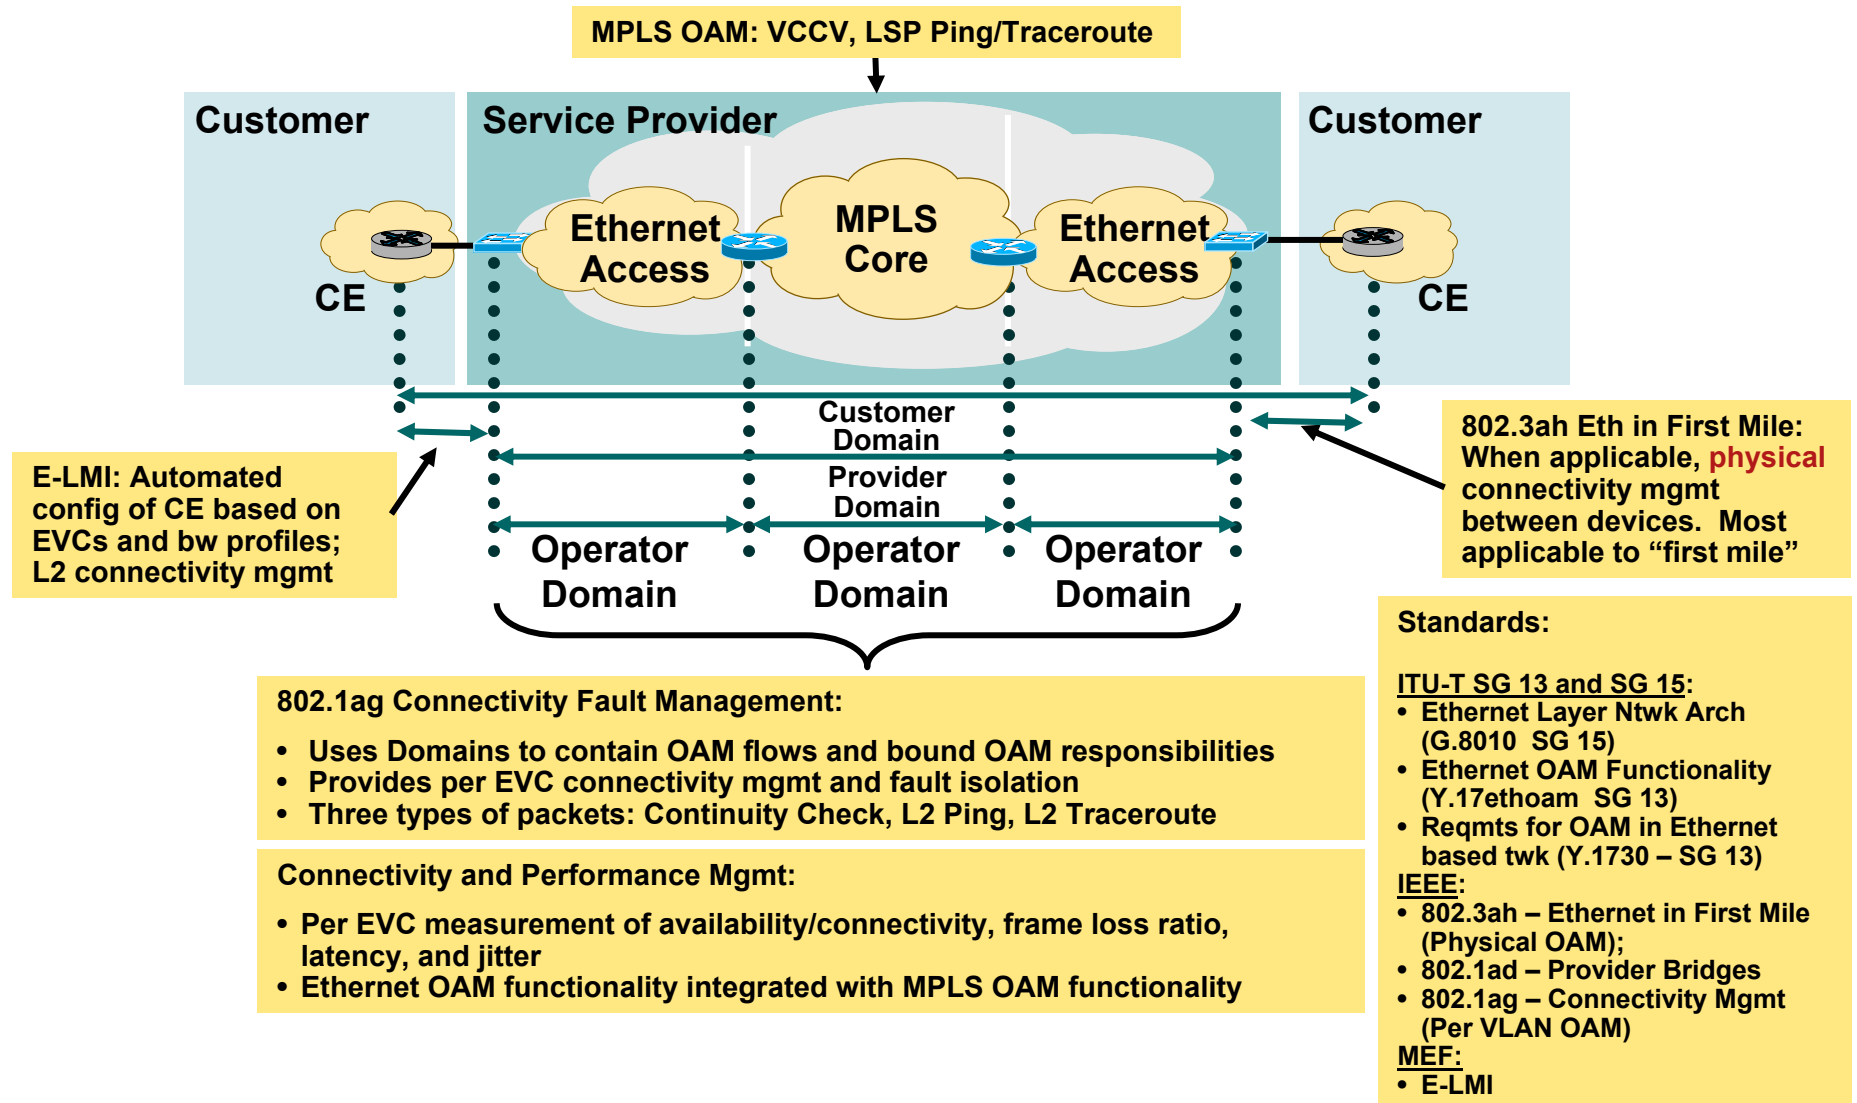 MPLS OAM: VCCV, LSP Ping/Traceroute
Customer
Service Provider
Customer
Ethernet
Access
MPLS
Core
Ethernet
Access
CE
CE
Customer
Domain
Provider
Domain
Operator
Domain
Operator
Domain
Operator
Domain
E-LMI: Automated
config of CE based on
EVCs and bw profiles;
L2 connectivity mgmt
802.3ah Eth in First Mile:
When applicable, physical
connectivity mgmt
between devices.  Most
applicable to “first mile”
802.1ag Connectivity Fault Management:
• Uses Domains to contain OAM flows and bound OAM responsibilities
• Provides per EVC connectivity mgmt and fault isolation
• Three types of packets: Continuity Check, L2 Ping, L2 Traceroute
Connectivity and Performance Mgmt:
• Per EVC measurement of availability/connectivity, frame loss ratio,
latency, and jitter
• Ethernet OAM functionality integrated with MPLS OAM functionality
Standards:
ITU-T SG 13 and SG 15:
• Ethernet Layer Ntwk Arch
(G.8010  SG 15)
• Ethernet OAM Functionality
(Y.17ethoam  SG 13)
• Reqmts for OAM in Ethernet
based twk (Y.1730 – SG 13)
IEEE:
• 802.3ah – Ethernet in First Mile
(Physical OAM);
• 802.1ad – Provider Bridges
• 802.1ag – Connectivity Mgmt
(Per VLAN OAM)
MEF:
• E-LMI